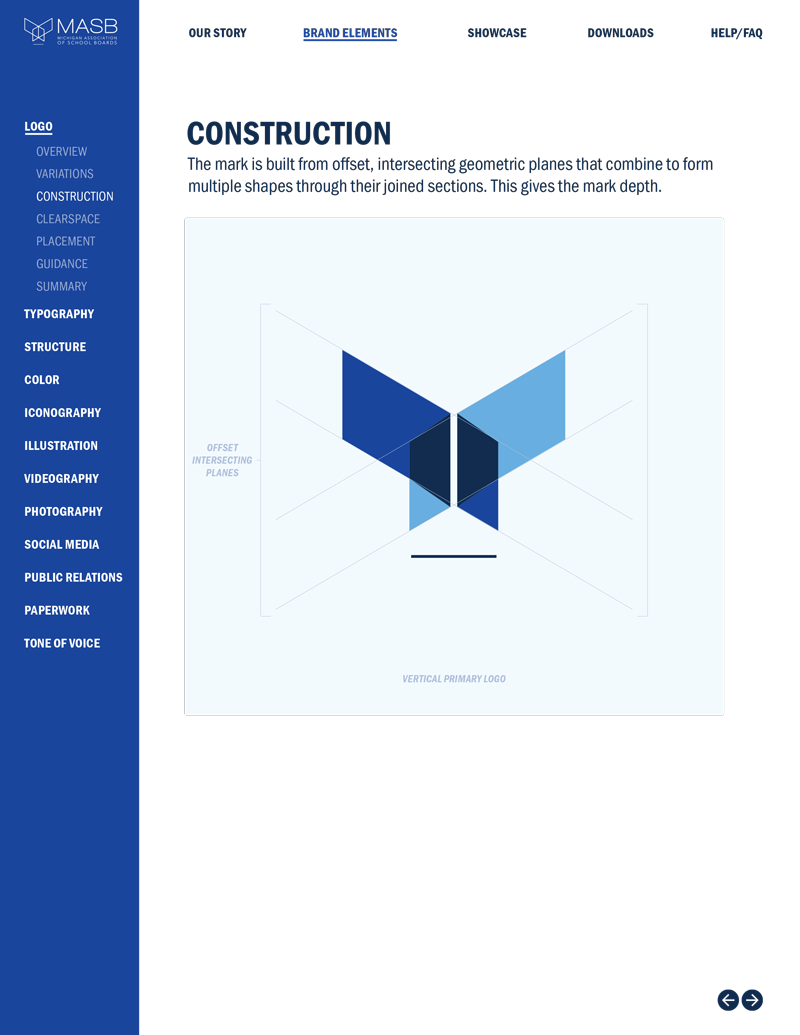 MASB
MICHIGAN ASSOCIATION
OF SCHOOL BOARDS
OUR STORY
BRAND ELEMENTS
SHOWCASE
DOWNLOADS
HELP/FAQ
LOGO
OVERVIEW
VARIATIONS
CONSTRUCTION
CLEARSPACE
PLACEMENT
GUIDANCE
SUMMARY
TYPOGRAPHY
STRUCTURE
COLOR
ICONOGRAPHY
ILLUSTRATION
VIDEOGRAPHY
PHOTOGRAPHY
SOCIAL MEDIA
PUBLIC RELATIONS
PAPERWORK
TONE OF VOICE
CONSTRUCTION
The mark is built from offset, intersecting geometric planes that combine to form
multiple shapes through their joined sections. This gives the mark depth.
OFFSET
INTERSECTING
PLANES
VERTICAL PRIMARY LOGO